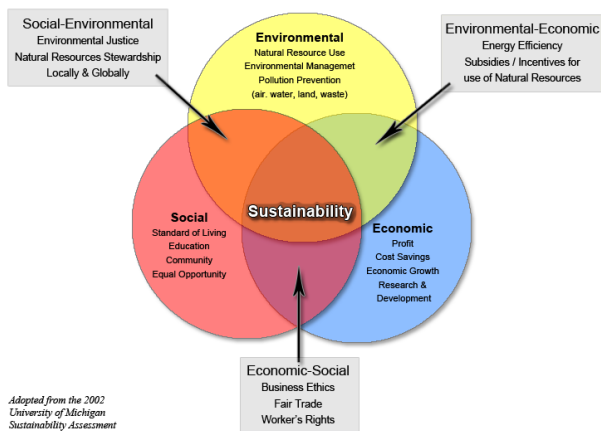 Social-Environmental
Environmental Justice
Natural Resources Stewardship
Locally & Globally
Environmental
Natural Resource Use
Environmental Managemet
Pollution Prevention
(air. water, land, waste)
Environmental-Economic
Energy Efficiency
Subsidies / Incentives for
use of Natural Resources
Sustainability
Social
Standard of Living
Education
Community
Equal Opportunity
Economic
Profit
Cost Savings
Economic Growth
Research &
Development
Economic-Social
Business Ethics
Fair Trade
Worker's Rights
Adopted from the 2002
University of Michigan
Sustainability Assessment